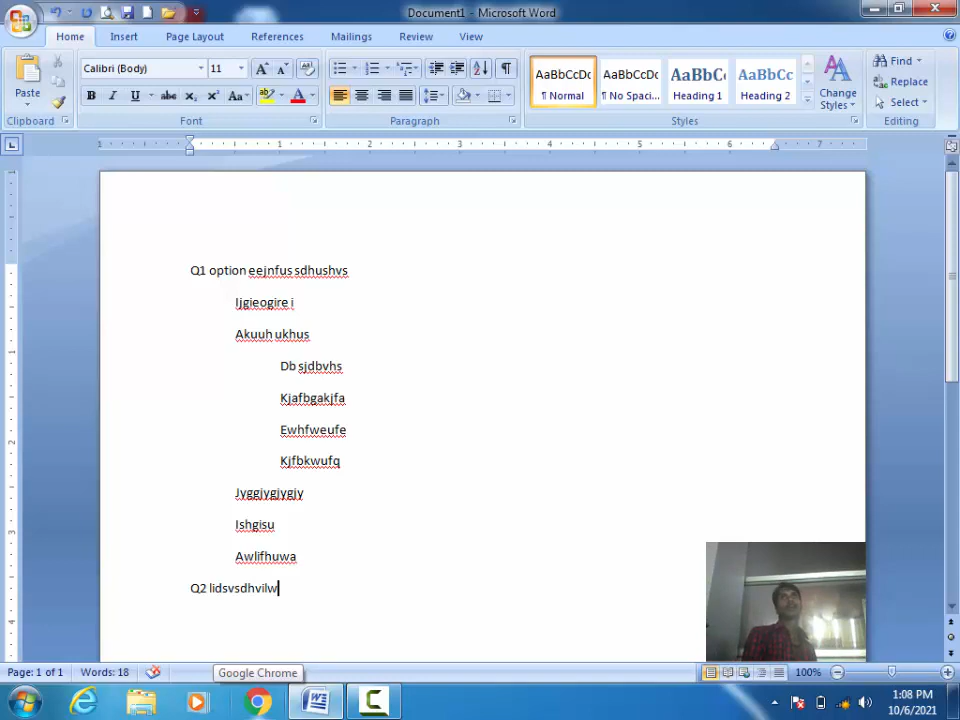 Document1 - Microsoft Word
Home Insert Page Layout References Mailings Review View
Calibri (Body) 11
AaBbCcDc AaBbCcDc AaBbC AaBbCc
Paste
¶ Normal ¶ No Spaci... Heading 1 Heading 2
Change Styles
Find
Replace
Select
Clipboard Font Paragraph Styles Editing
Q1 option eejnfus sdhushvs
Ijgieogire i
Akuuh ukhus
Db sjdbvhs
Kjafbgakjfa
Ewhfweufe
Kjfbkwufq
Jyggjygjygjy
Ishgisu
Awlifhuwa
Q2 lidsvsdhvilw
Page: 1 of 1 Words: 18 100%
Google Chrome
1:08 PM
10/6/2021